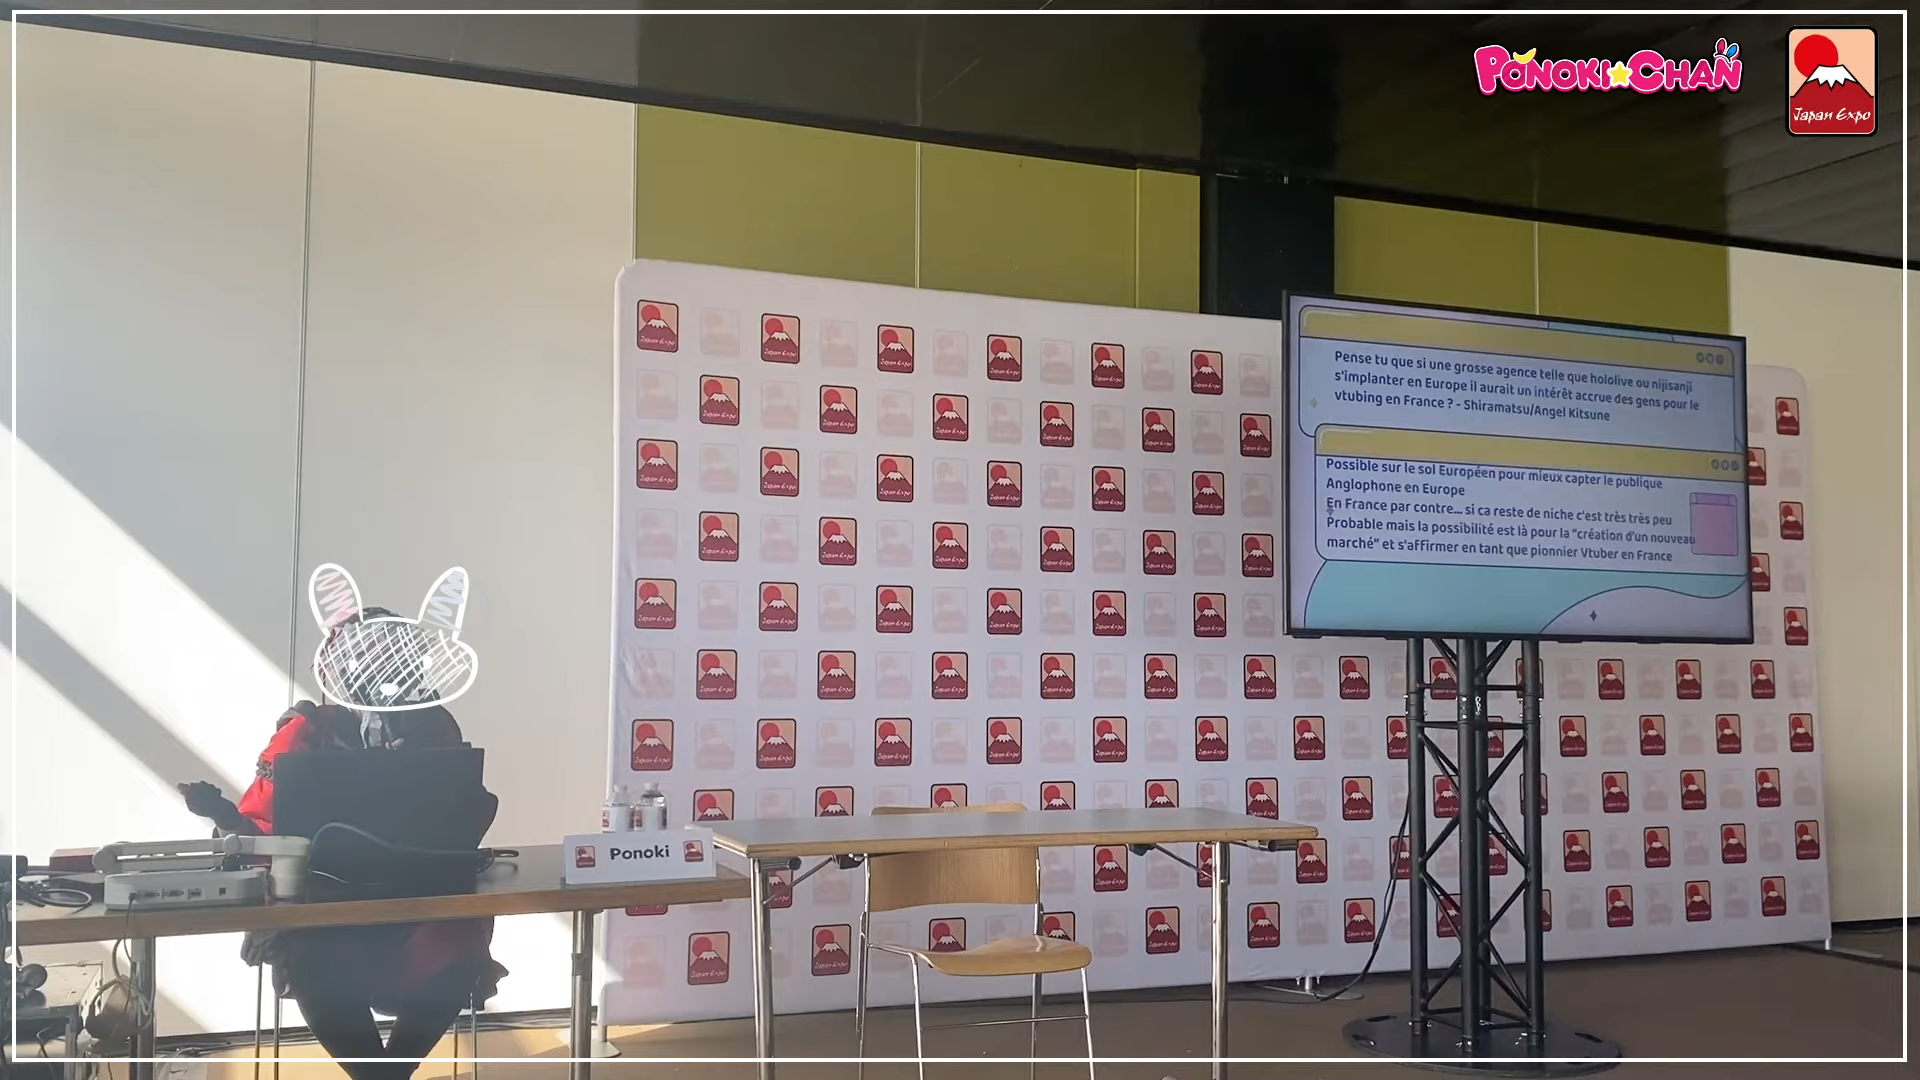 PONOKI CHAN
Japan Expo
Pense tu que si une grosse agence telle que hololive ou nijisanji
s'implanter en Europe il aurait un intérêt accrue des gens pour le
vtubing en France ? - Shiramatsu/Angel Kitsune
Possible sur le sol Européen pour mieux capter le publique
Anglophone en Europe
En France par contre... si ca reste de niche c'est très très peu
Probable mais la possibilité est là pour la "création d'un nouveau
marché" et s'affirmer en tant que pionnier Vtuber en France
Ponoki